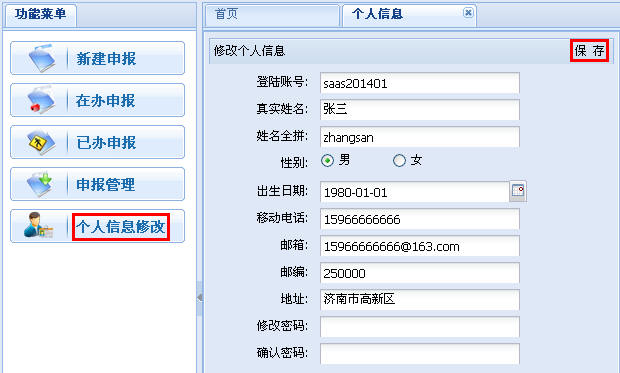 功能菜单
新建申报
在办申报
已办申报
申报管理
个人信息修改
首页 个人信息
修改个人信息 保 存
登陆账号: saas201401
真实姓名: 张三
姓名全拼: zhangsan
性别: 男 女
出生日期: 1980-01-01
移动电话: 15966666666
邮箱: 15966666666@163.com
邮编: 250000
地址: 济南市高新区
修改密码:
确认密码: